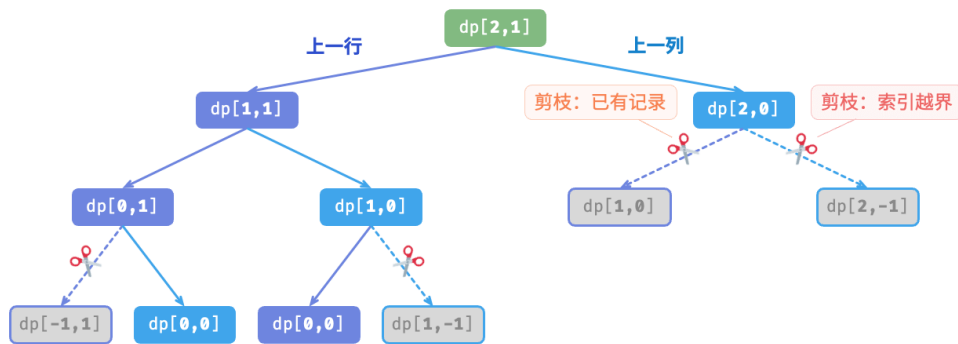 dp[2,1]
上一行
上一列
剪枝：已有记录
剪枝：索引越界
dp[1,1]
dp[2,0]
dp[0,1]
dp[1,0]
dp[1,0]
dp[2,-1]
dp[-1,1]
dp[0,0]
dp[0,0]
dp[1,-1]